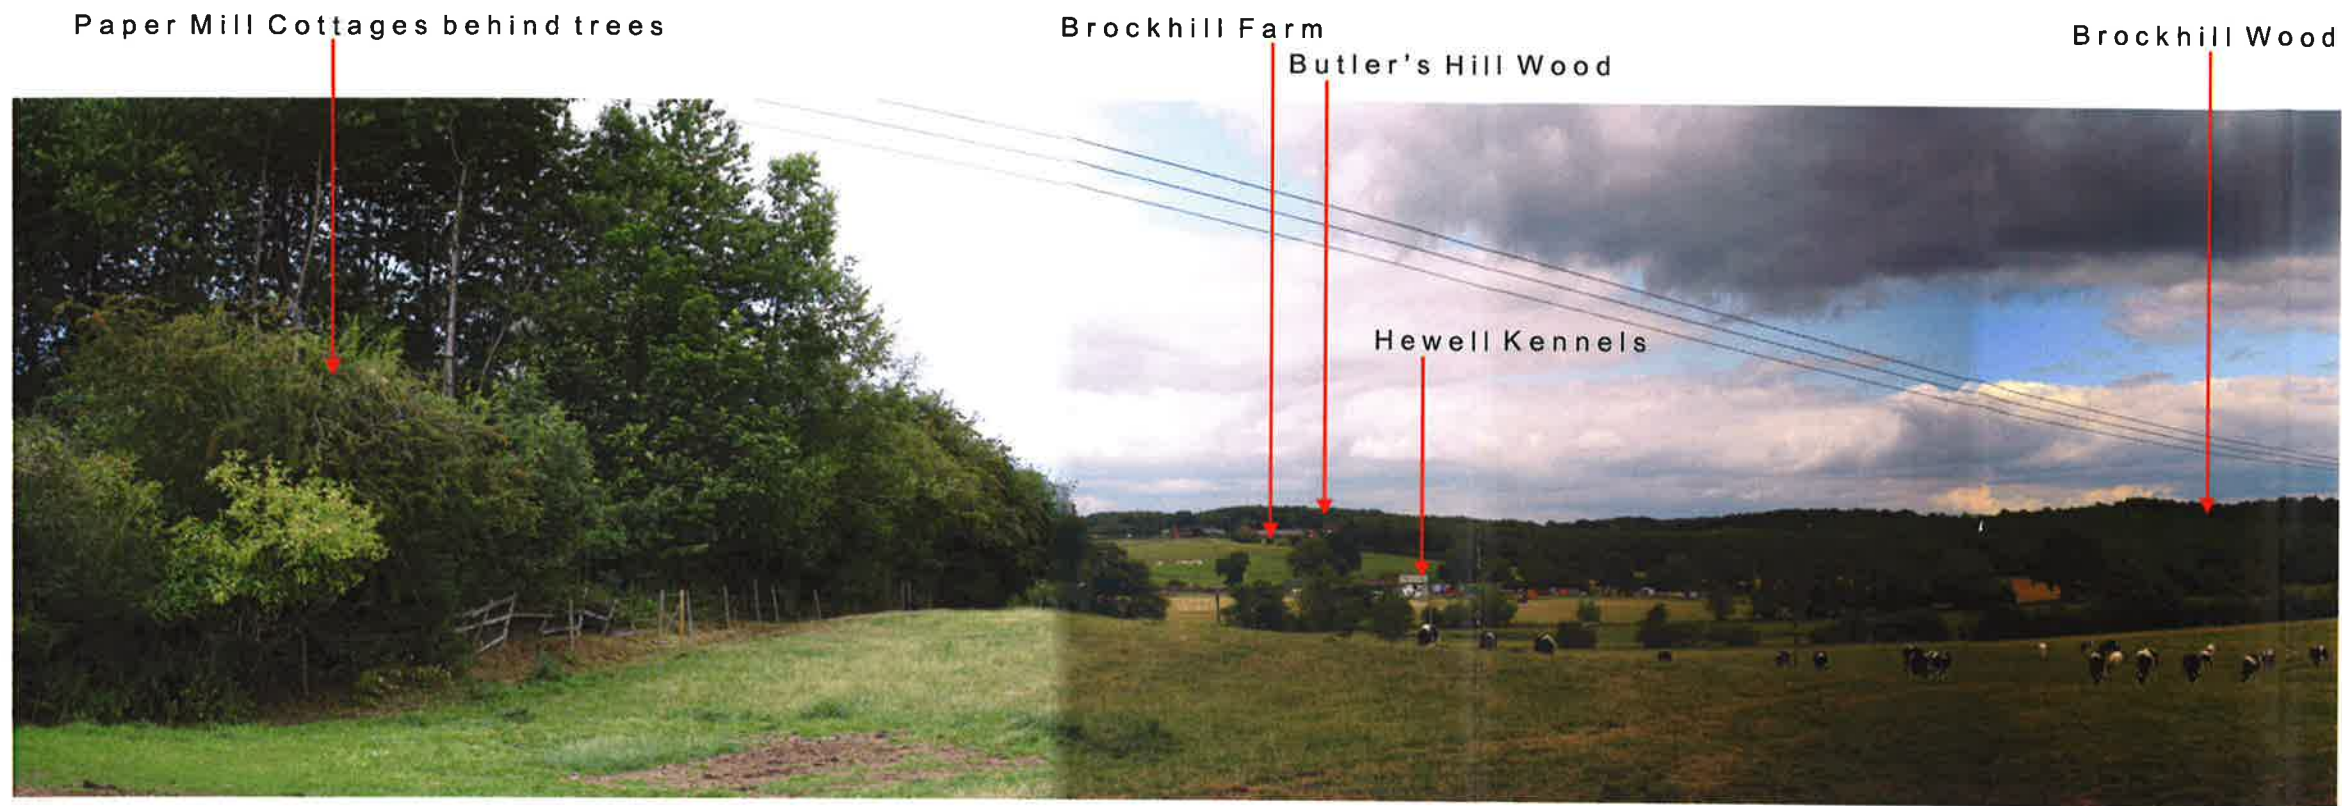 Paper Mill Cottages behind trees
Brockhill Farm
Brockhill Wood
Butler's Hill Wood
Hewell Kennels